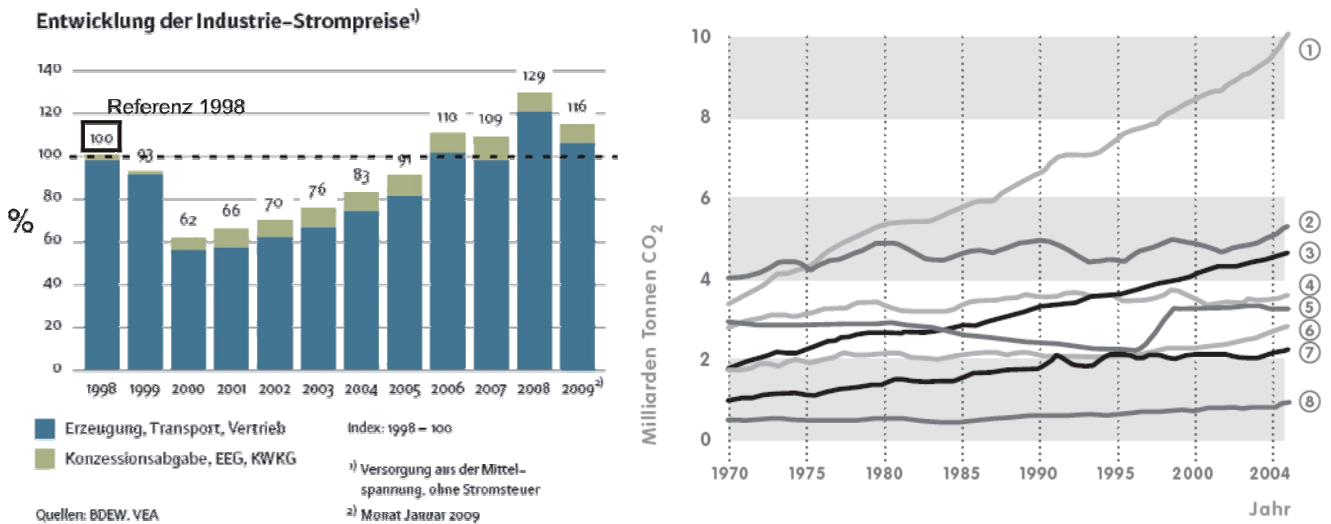 Entwicklung der Industrie-Strompreise¹⁾
140
120
100
80
60
40
20
0
%
Referenz 1998
100
93
62
66
70
76
83
91
110
109
129
116
1998 1999 2000 2001 2002 2003 2004 2005 2006 2007 2008 2009²⁾
Erzeugung, Transport, Vertrieb
Konzessionsabgabe, EEG, KWKG
Index: 1998 = 100
¹⁾ Versorgung aus der Mittel-
spannung, ohne Stromsteuer
²⁾ Monat Januar 2009
Quellen: BDEW, VEA
Milliarden Tonnen CO₂
10
8
6
4
2
0
1970 1975 1980 1985 1990 1995 2000 2004
Jahr
①
②
③
④
⑤
⑥
⑦
⑧